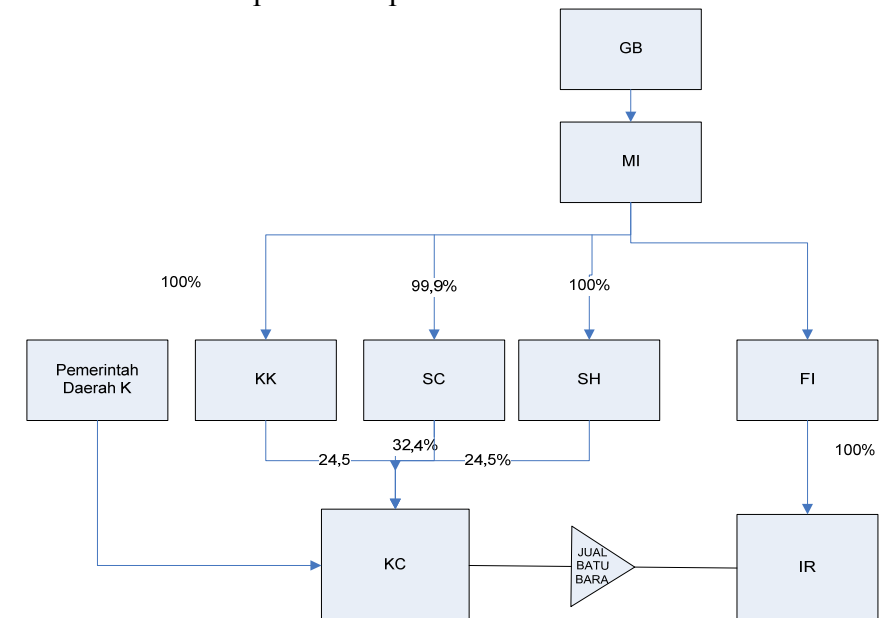 GB
MI
100%
99,9%
100%
Pemerintah
Daerah K
KK
SC
SH
FI
32,4%
24,5
24,5%
100%
KC
JUAL
BATU
BARA
IR